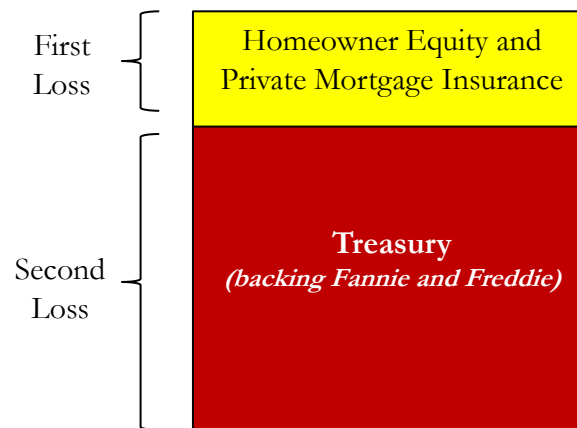 First
Loss
Homeowner Equity and
Private Mortgage Insurance
Second
Loss
Treasury
(backing Fannie and Freddie)